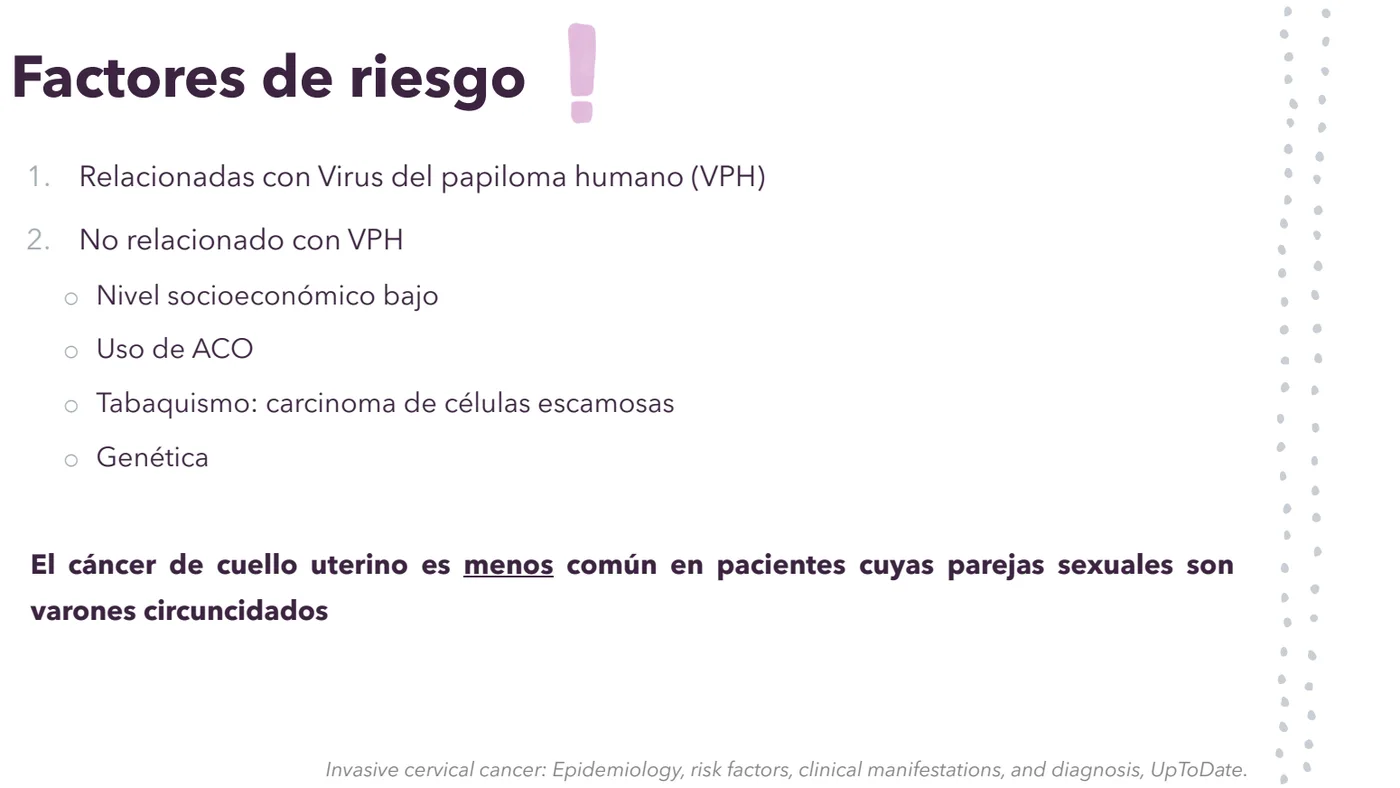 Factores de riesgo !
1. Relacionadas con Virus del papiloma humano (VPH)
2. No relacionado con VPH
o Nivel socioeconómico bajo
o Uso de ACO
o Tabaquismo: carcinoma de células escamosas
o Genética
El cáncer de cuello uterino es menos común en pacientes cuyas parejas sexuales son
varones circuncidados
Invasive cervical cancer: Epidemiology, risk factors, clinical manifestations, and diagnosis, UpToDate.